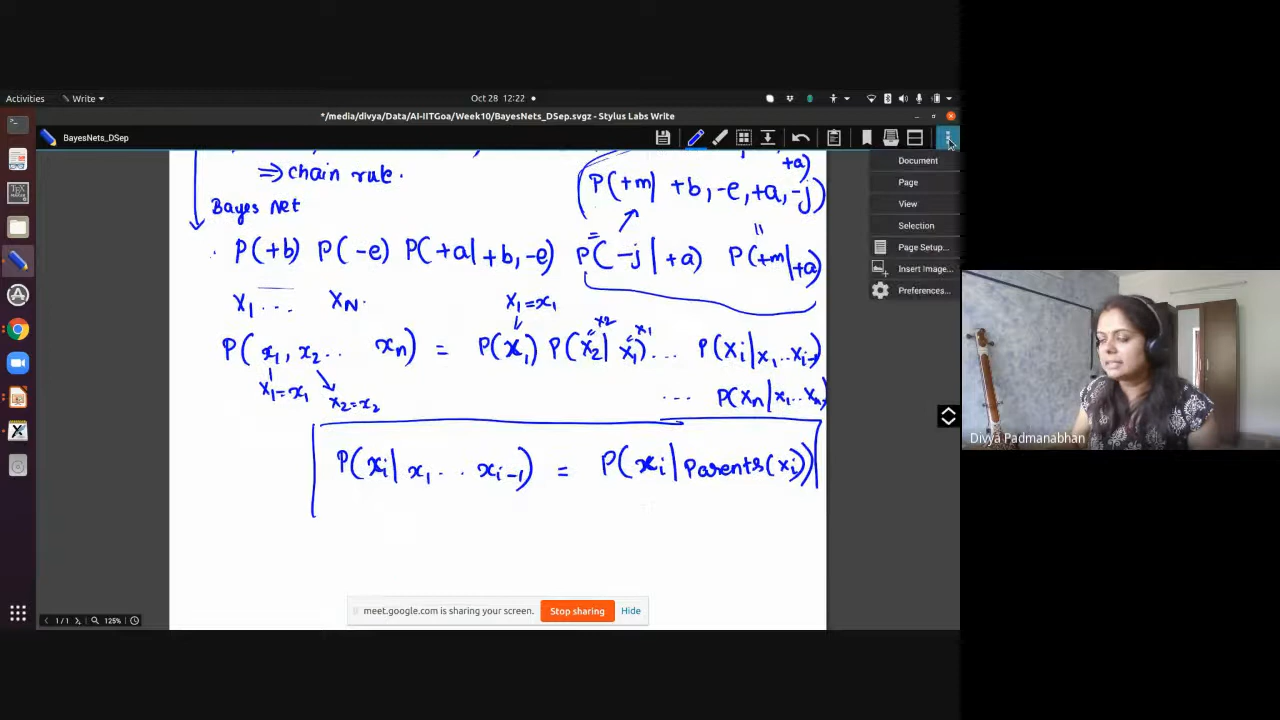 Activities
Write ▾
Oct 28 12:22
*/media/divya/Data/AI-IITGoa/Week10/BayesNets_DSep.svgz - Stylus Labs Write
BayesNets_DSep
Document
Page
View
Selection
Page Setup...
Insert Image...
Preferences...
+a)
⇒ chain rule.
P(+m| +b, -e, +a, -j)
Bayes net
=
"
P(+b) P(-e) P(+a| +b, -e) P(-j| +a) P(+m|+a)
X1 ... XN.
X1=x1
x2
x1
P( x1, x2 .. xn) = P(x1) P(x2| x1) ... P(xi|x1..xi-1)
X1=x1
X2=x2
... P(xn|x1..xn)
P(xi| x1 .. xi-1) = P(xi|Parents(xi))
Divya Padmanabhan
meet.google.com is sharing your screen.
Stop sharing
Hide
1/1
125%